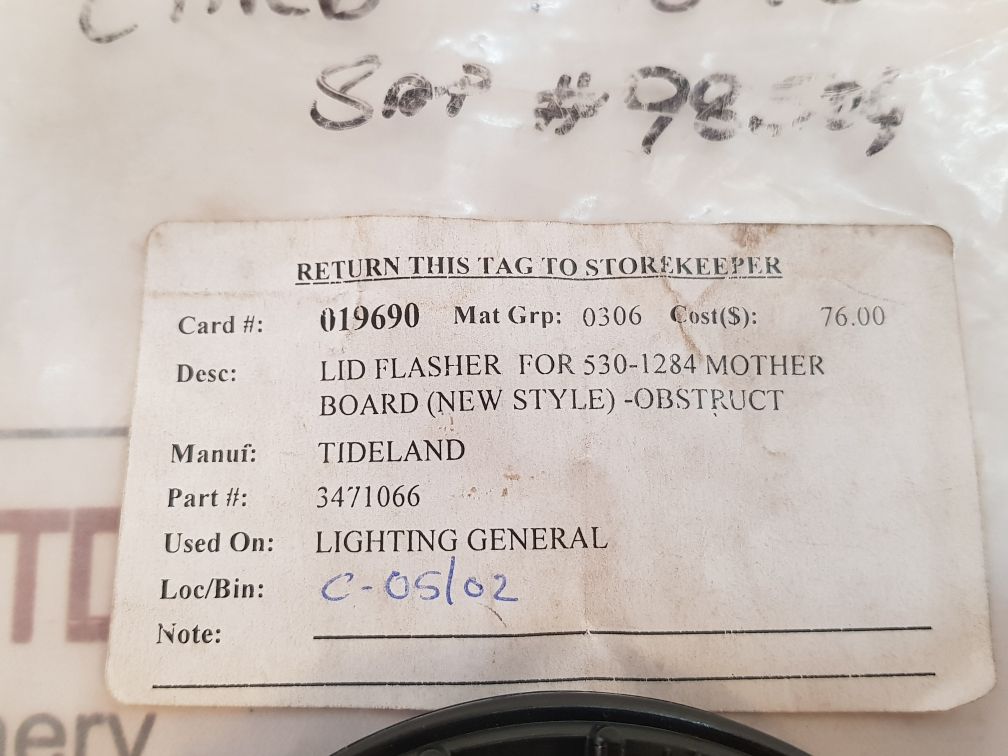 SAP #
RETURN THIS TAG TO STOREKEEPER
Card #: 019690 Mat Grp: 0306 Cost($): 76.00
Desc: LID FLASHER FOR 530-1284 MOTHER
BOARD (NEW STYLE) -OBSTRUCT
Manuf: TIDELAND
Part #: 3471066
Used On: LIGHTING GENERAL
Loc/Bin: C-05/02
Note: